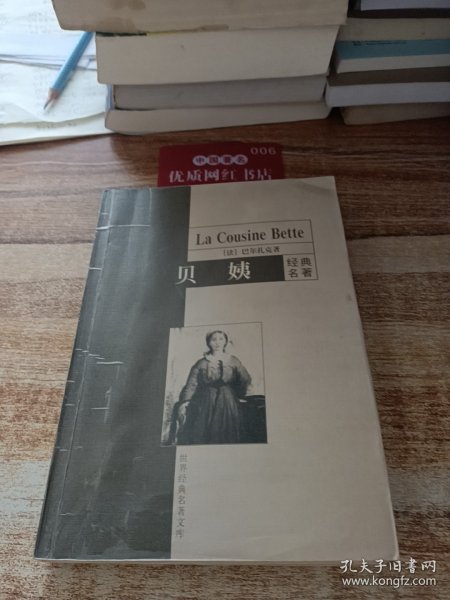 中国著名
006
优质网红书店
La Cousine Bette
［法］巴尔扎克著
贝 姨
经典
名著
世界经典名著文库
孔夫子旧书网
www.kongfz.com